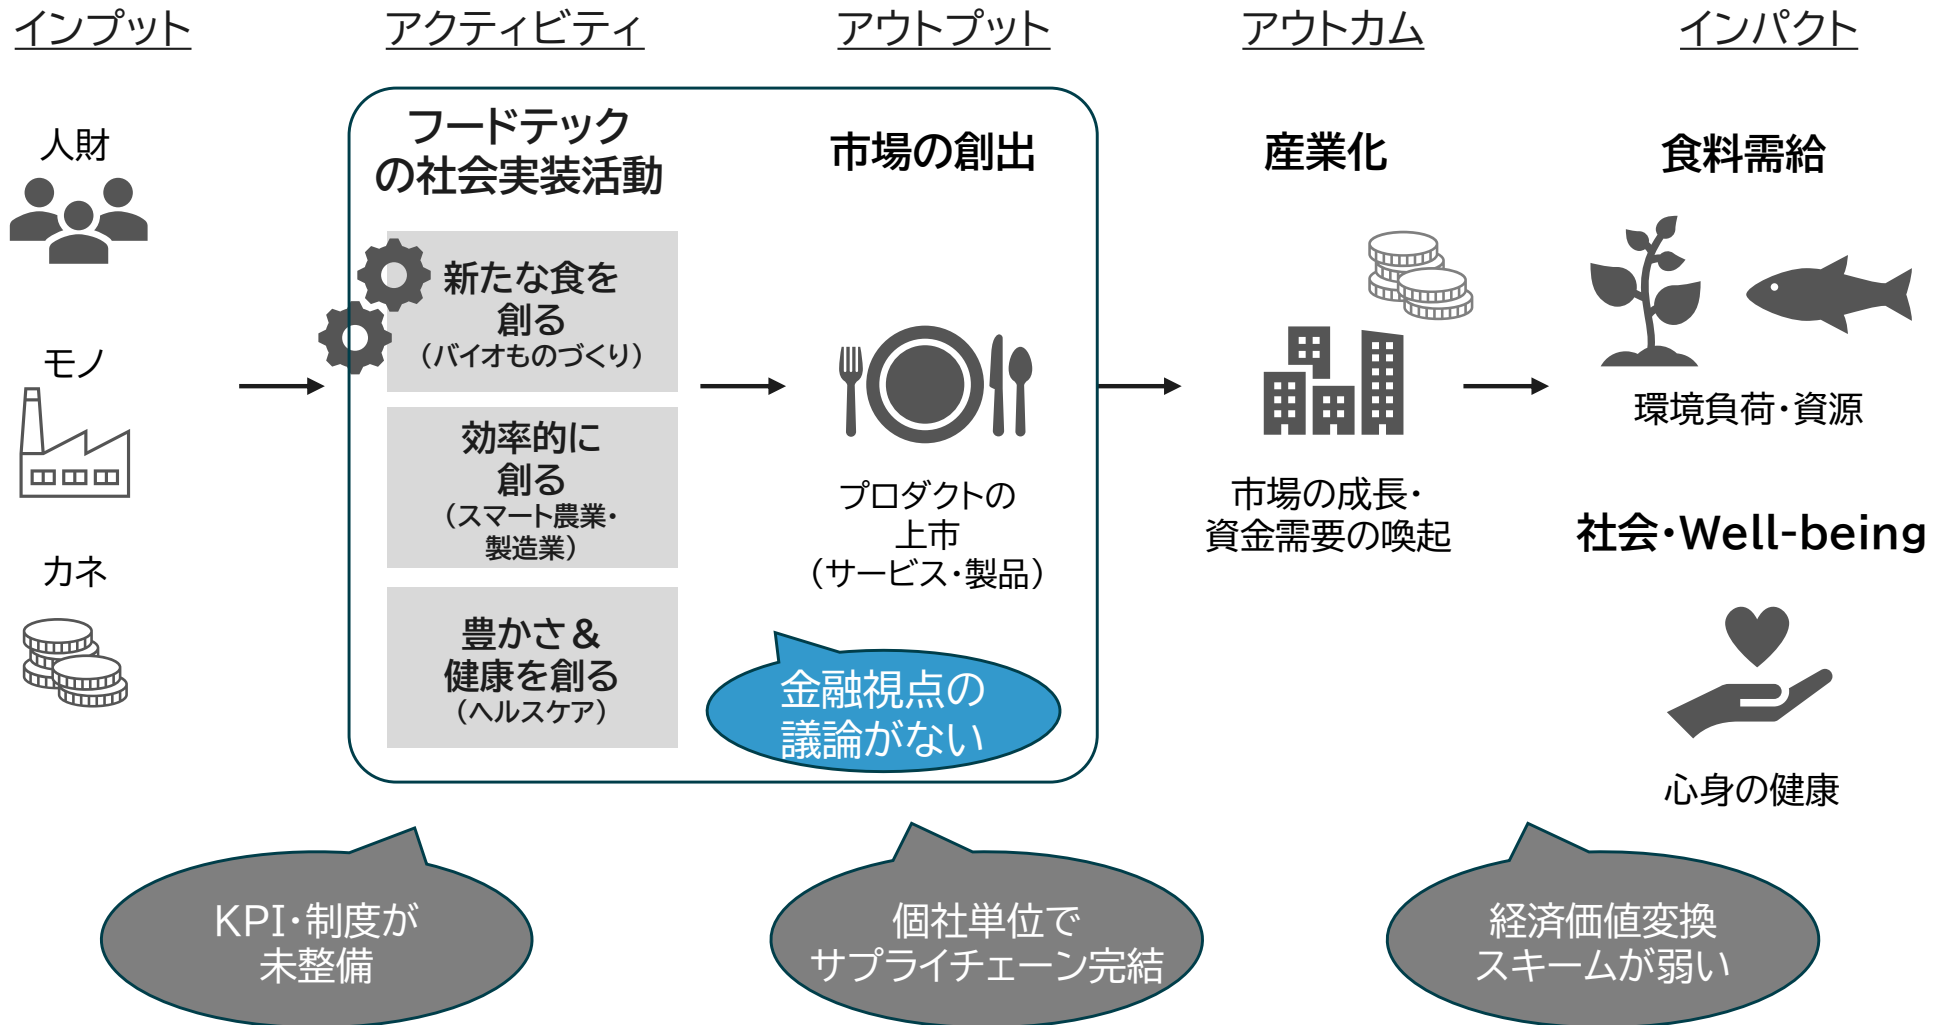 インプット
アクティビティ
アウトプット
アウトカム
インパクト
人財
モノ
カネ
フードテック
の社会実装活動
新たな食を
創る
（バイオものづくり）
効率的に
創る
（スマート農業・
製造業）
豊かさ＆
健康を創る
（ヘルスケア）
市場の創出
プロダクトの
上市
（サービス・製品）
金融視点の
議論がない
産業化
市場の成長・
資金需要の喚起
食料需給
環境負荷・資源
社会・Well-being
心身の健康
KPI・制度が
未整備
個社単位で
サプライチェーン完結
経済価値変換
スキームが弱い